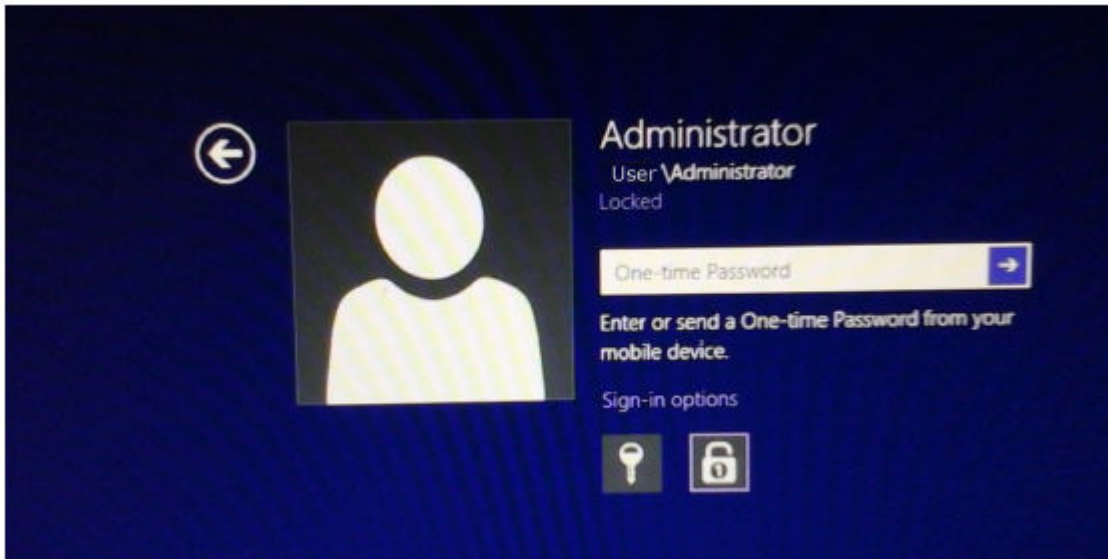 Administrator
User \Administrator
Locked
One-time Password
Enter or send a One-time Password from your
mobile device.
Sign-in options